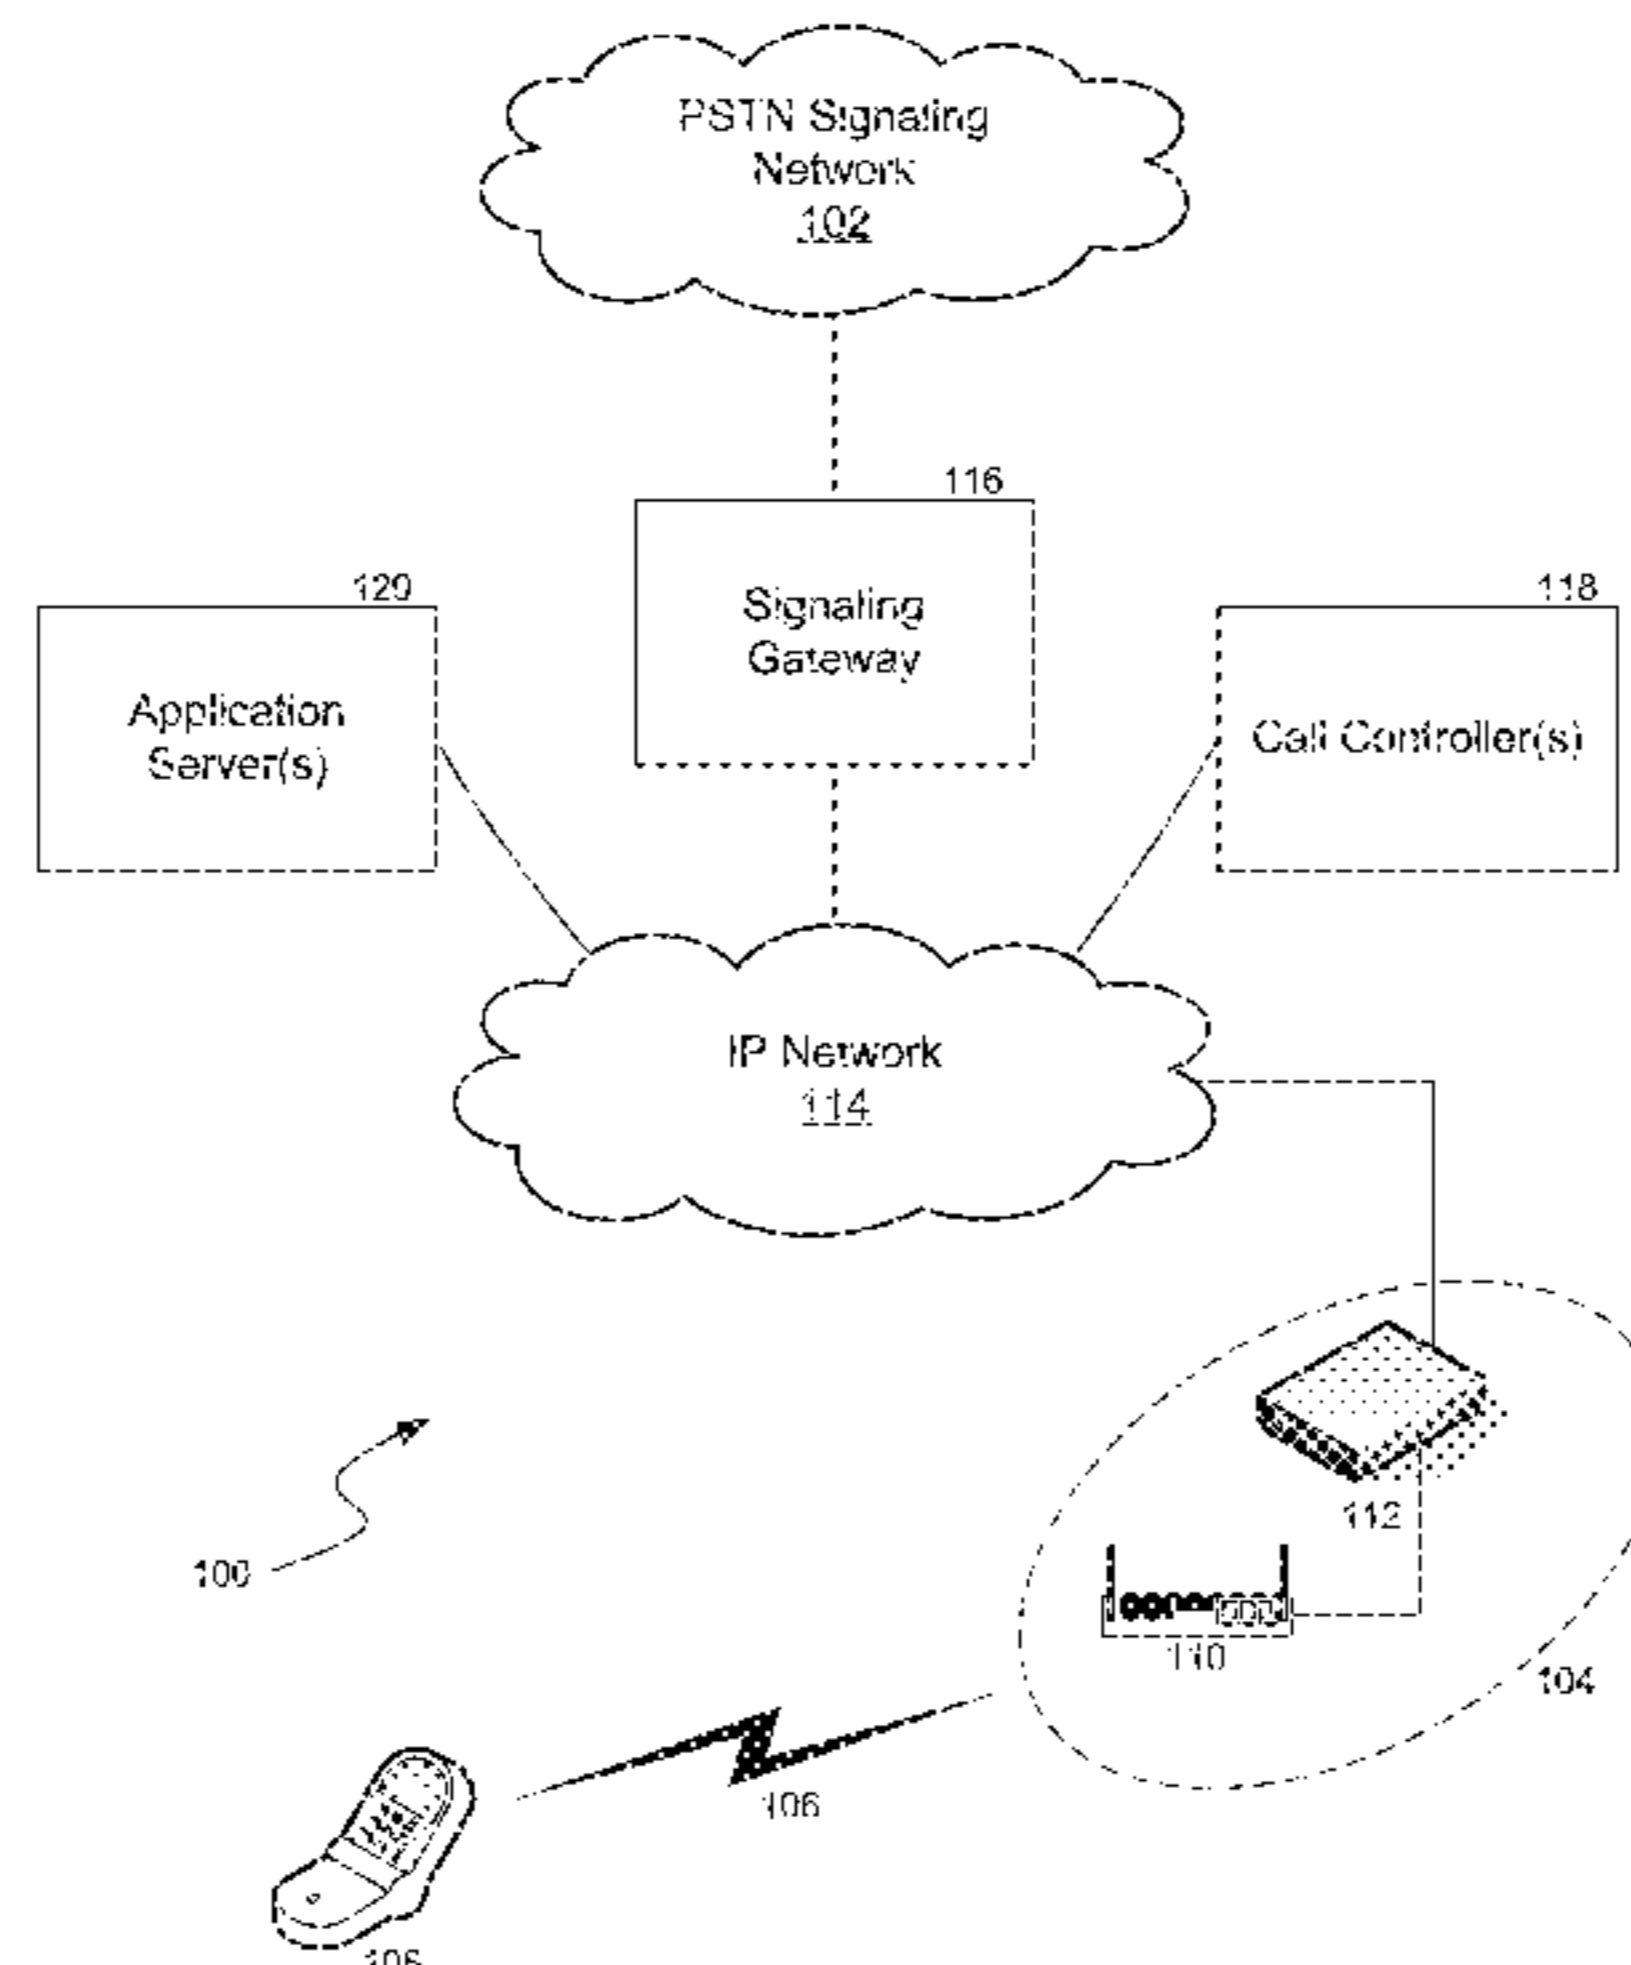 PSTN Signaling
Network
102
116
Signaling
Gateway
120
Application
Server(s)
118
Call Controller(s)
IP Network
114
112
100
110
104
106